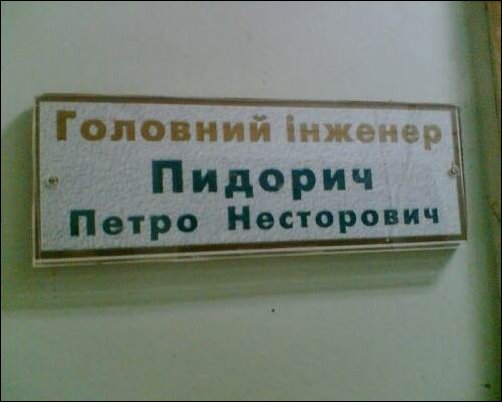 Головний інженер
Пидорич
Петро Несторович